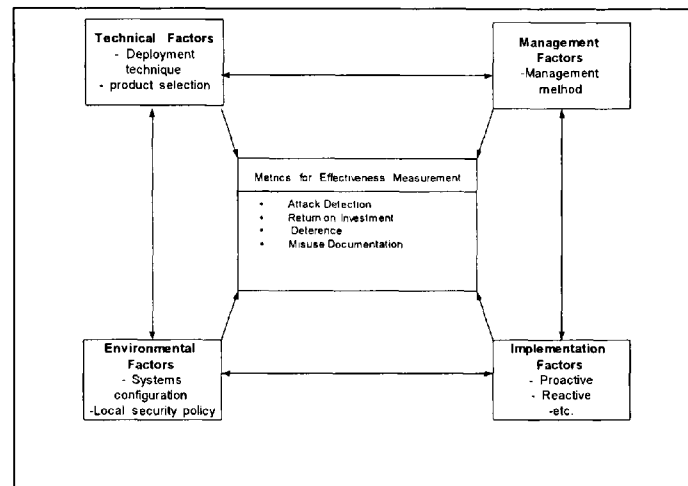 Technical Factors
- Deployment
technique
- product selection
Management
Factors
-Management
method
Metrics for Effectiveness Measurement
• Attack Detection
• Return on Investment
• Deterence
• Misuse Documentation
Environmental
Factors
- Systems
configuration
-Local security policy
Implementation
Factors
- Proactive
- Reactive
-etc.